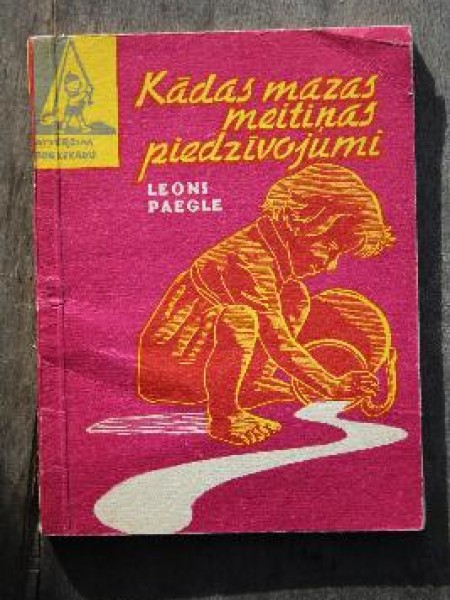 Kādas mazas
meitiņas
piedzīvojumi
LEONS
PAEGLE